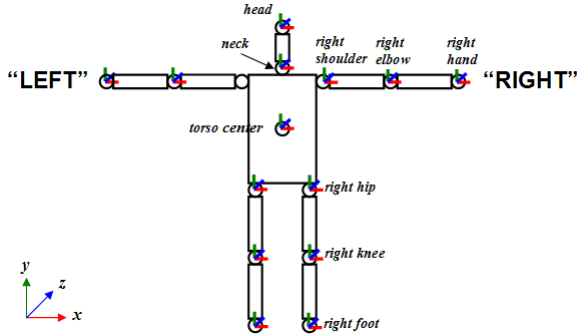 head
neck
right
shoulder
right
elbow
right
hand
“LEFT”
“RIGHT”
torso center
right hip
right knee
right foot
y
z
x